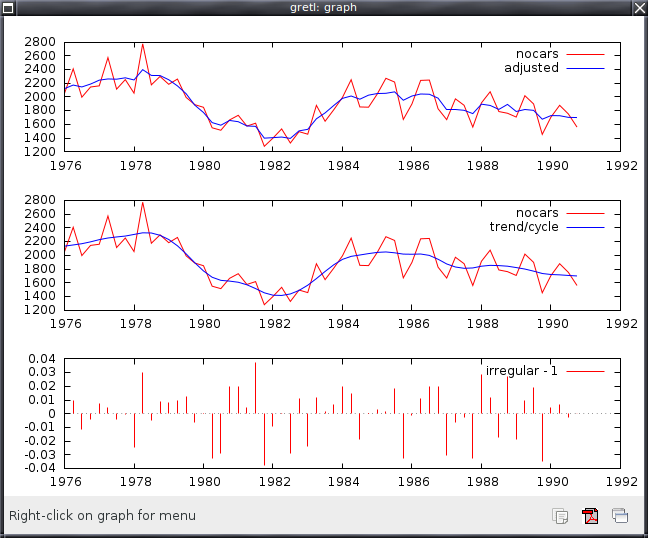 gretl: graph
2800
2600
2400
2200
2000
1800
1600
1400
1200
nocars
adjusted
1976 1978 1980 1982 1984 1986 1988 1990 1992
2800
2600
2400
2200
2000
1800
1600
1400
1200
nocars
trend/cycle
1976 1978 1980 1982 1984 1986 1988 1990 1992
0.04
0.03
0.02
0.01
0
-0.01
-0.02
-0.03
-0.04
irregular - 1
1976 1978 1980 1982 1984 1986 1988 1990 1992
Right-click on graph for menu